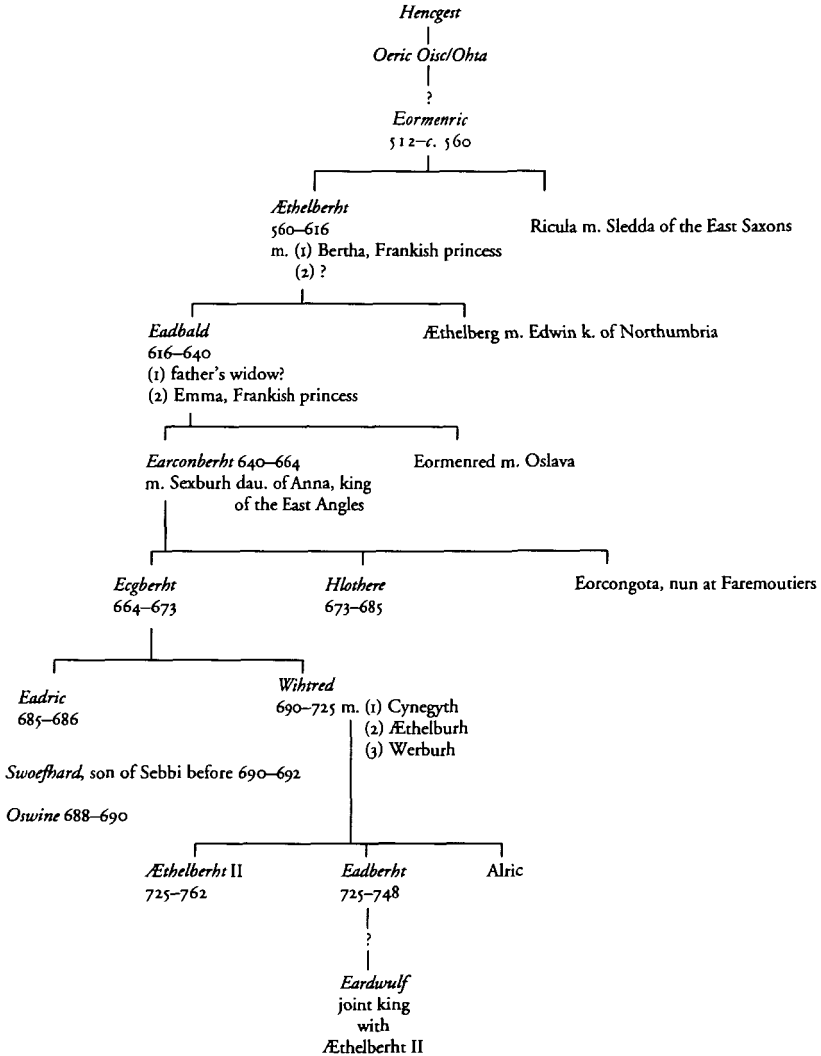 Hencgest
Oeric Oisc/Ohta
?
Eormenric
512–c. 560
Æthelberht
560–616
m. (1) Bertha, Frankish princess
(2) ?
Ricula m. Sledda of the East Saxons
Eadbald
616–640
(1) father's widow?
(2) Emma, Frankish princess
Æthelberg m. Edwin k. of Northumbria
Earconberht 640–664
m. Sexburh dau. of Anna, king
of the East Angles
Eormenred m. Oslava
Ecgberht
664–673
Hlothere
673–685
Eorcongota, nun at Faremoutiers
Eadric
685–686
Wihtred
690–725 m. (1) Cynegyth
(2) Æthelburh
(3) Werburh
Swoefhard, son of Sebbi before 690–692
Oswine 688–690
Æthelberht II
725–762
Eadberht
725–748
Alric
?
Eardwulf
joint king
with
Æthelberht II